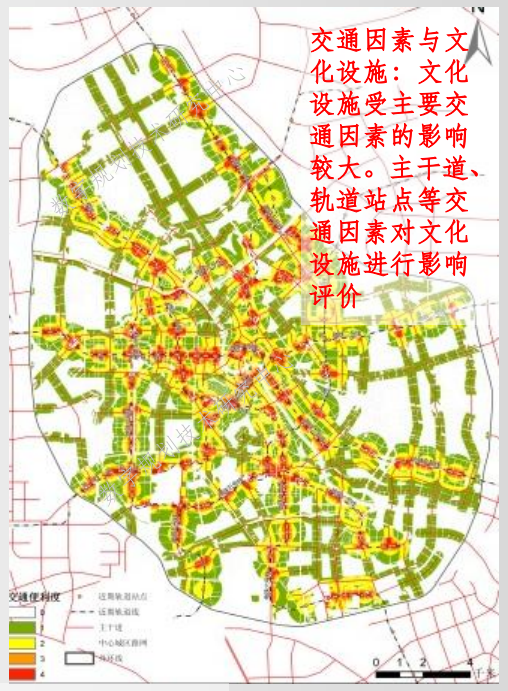 N
交通因素与文
化设施：文化
设施受主要交
通因素的影响
较大。主干道、
轨道站点等交
通因素对文化
设施进行影响
评价
交通便利度
0
1
2
3
4
近期轨道站点
近期轨道线
主干道
中心城区路网
外环线
0 1 2 4
千米